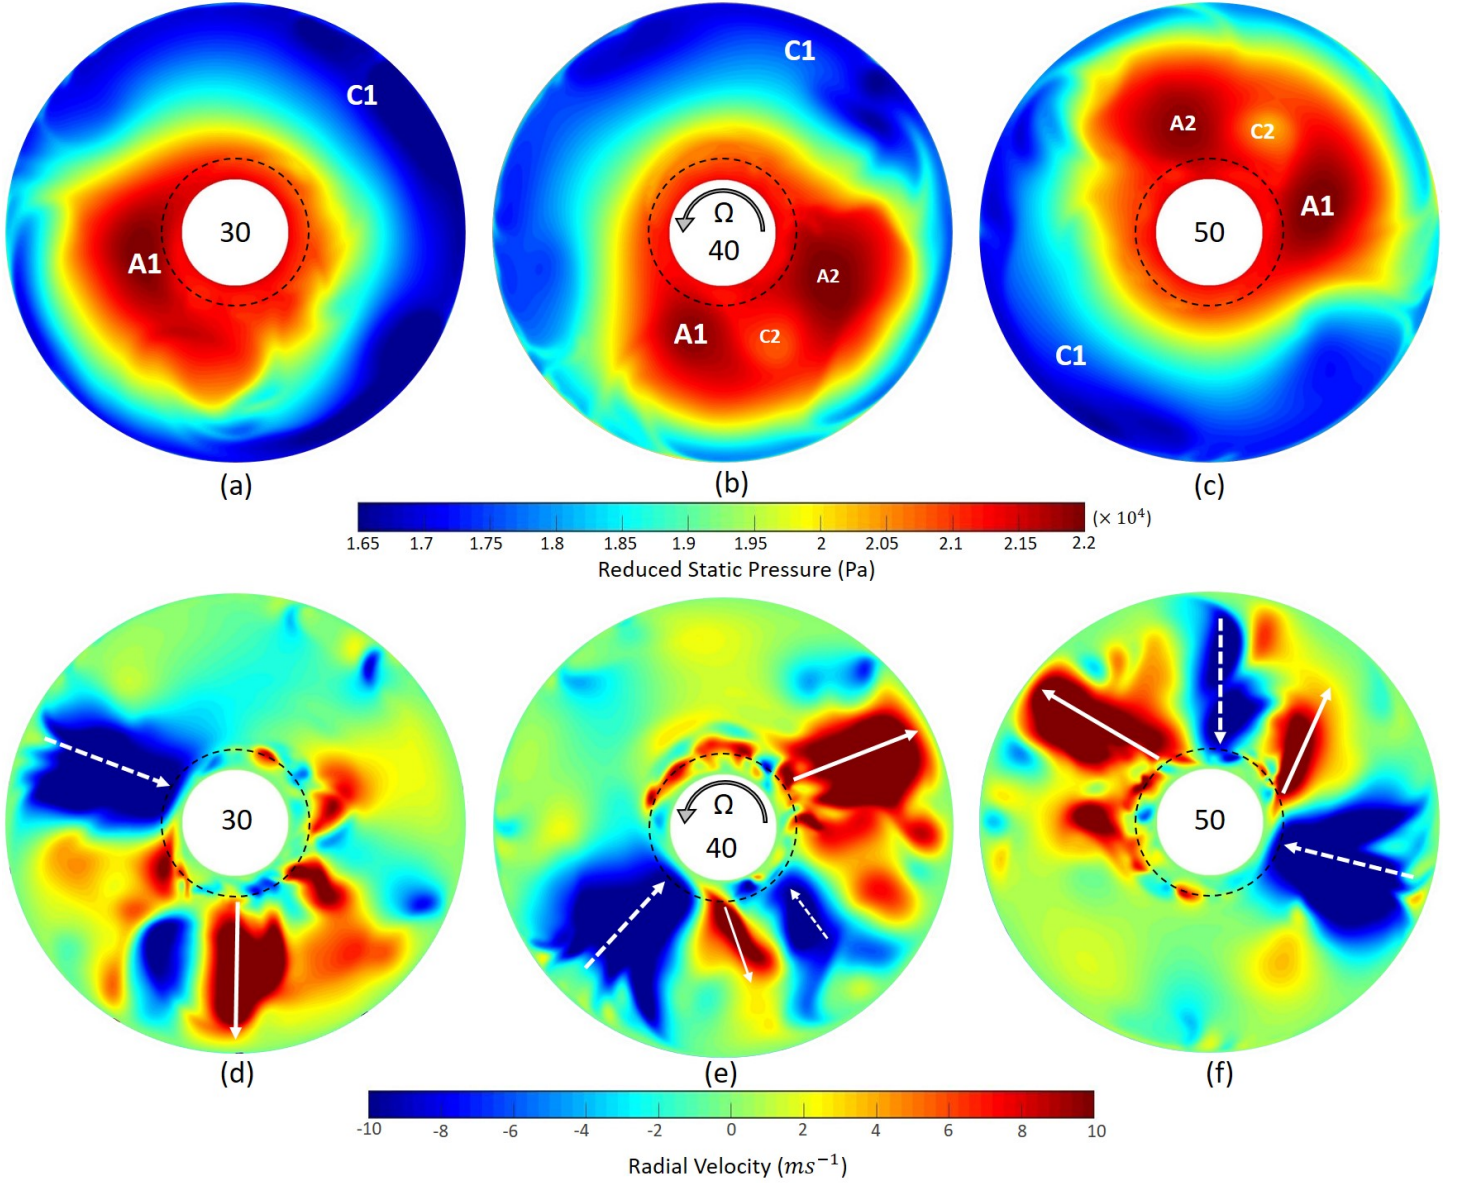 C1
30
A1
(a)
C1
Ω
40
A2
A1
C2
(b)
A2
C2
50
A1
C1
(c)
(× 10⁴)
1.65 1.7 1.75 1.8 1.85 1.9 1.95 2 2.05 2.1 2.15 2.2
Reduced Static Pressure (Pa)
30
(d)
Ω
40
(e)
50
(f)
-10 -8 -6 -4 -2 0 2 4 6 8 10
Radial Velocity (ms⁻¹)